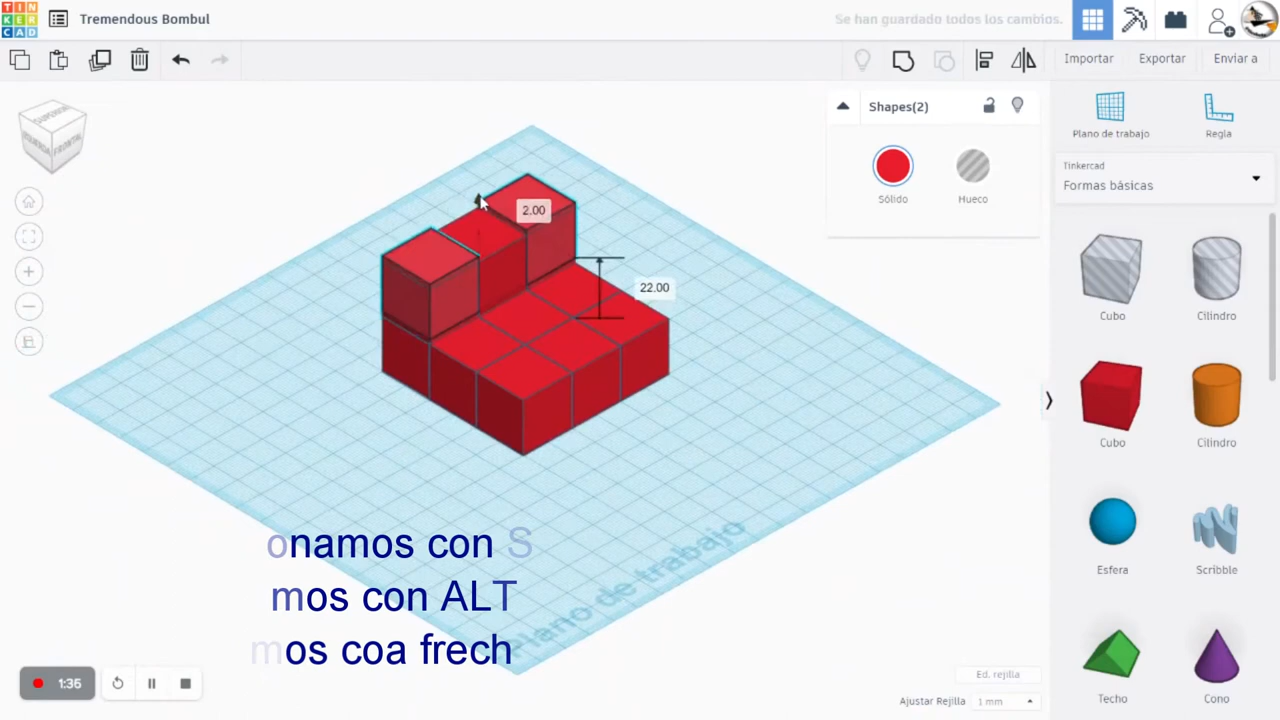 TIN
KER
CAD
Tremendous Bombul
Se han guardado todos los cambios.
Importar
Exportar
Enviar a
SUPERIOR
FRONTAL
Shapes(2)
Sólido
Hueco
Plano de trabajo
Regla
Tinkercad
Formas básicas
2.00
22.00
Cubo
Cilindro
Cubo
Cilindro
Esfera
Scribble
Techo
Cono
Plano de trabajo
onamos con S
mos con ALT
mos coa frech
1:36
Ed. rejilla
Ajustar Rejilla
1 mm